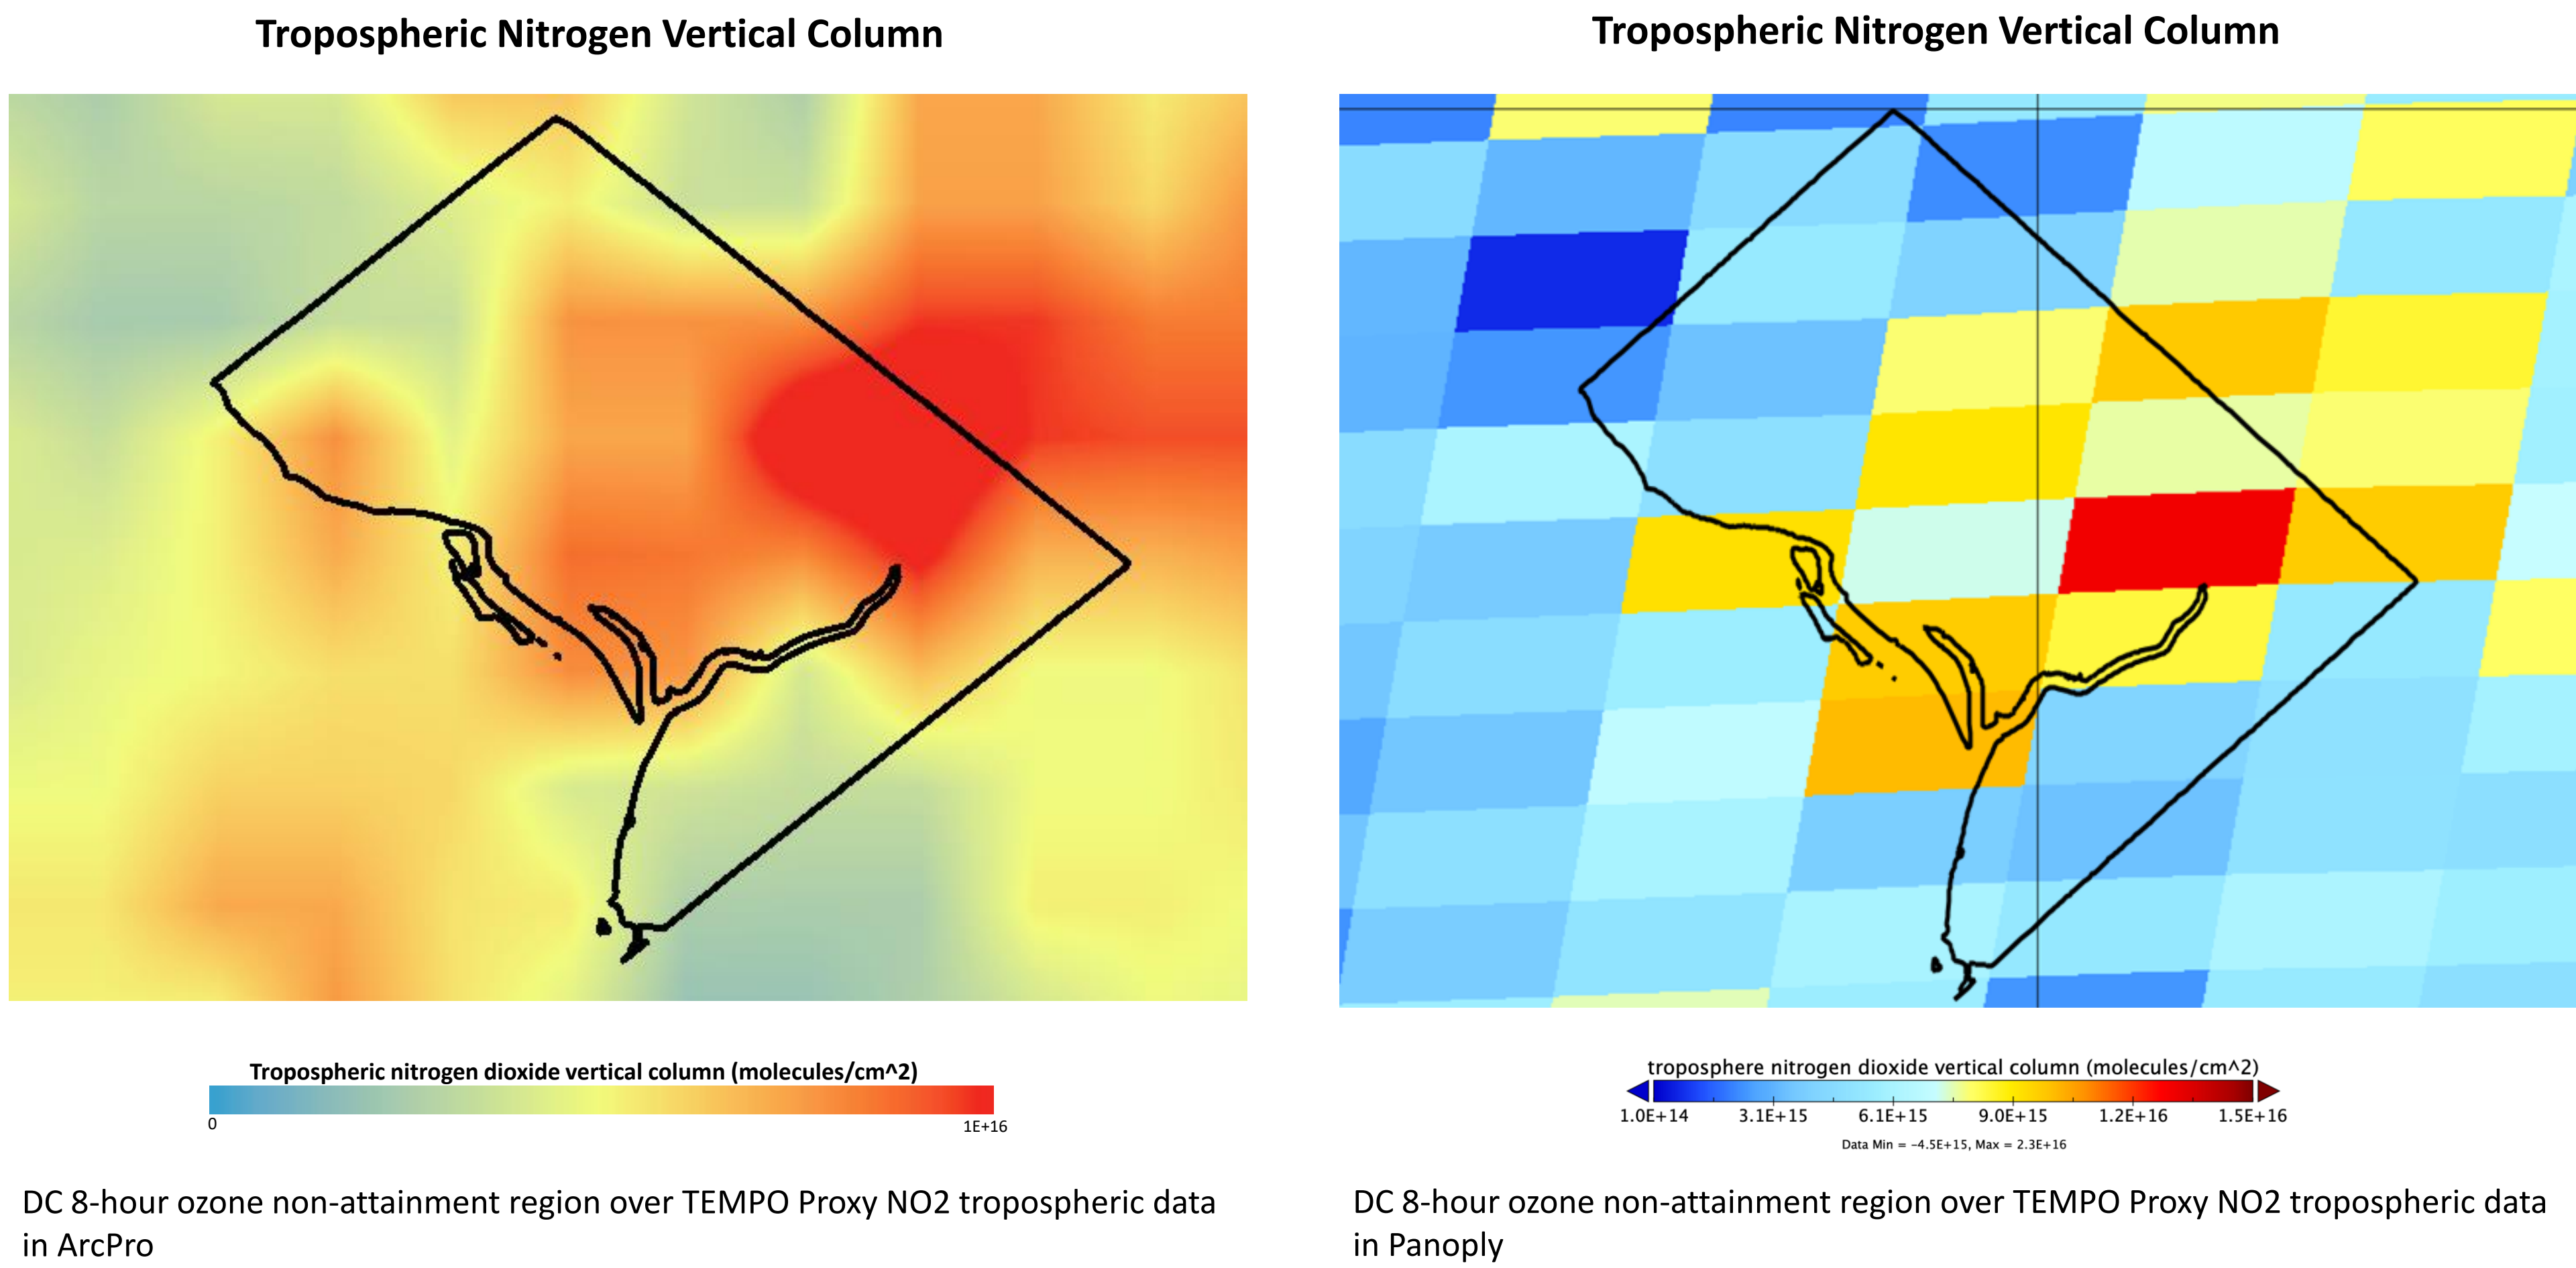 Tropospheric Nitrogen Vertical Column
Tropospheric nitrogen dioxide vertical column (molecules/cm^2)
0
1E+16
DC 8-hour ozone non-attainment region over TEMPO Proxy NO2 tropospheric data
in ArcPro
Tropospheric Nitrogen Vertical Column
troposphere nitrogen dioxide vertical column (molecules/cm^2)
1.0E+14 3.1E+15 6.1E+15 9.0E+15 1.2E+16 1.5E+16
Data Min = −4.5E+15, Max = 2.3E+16
DC 8-hour ozone non-attainment region over TEMPO Proxy NO2 tropospheric data
in Panoply